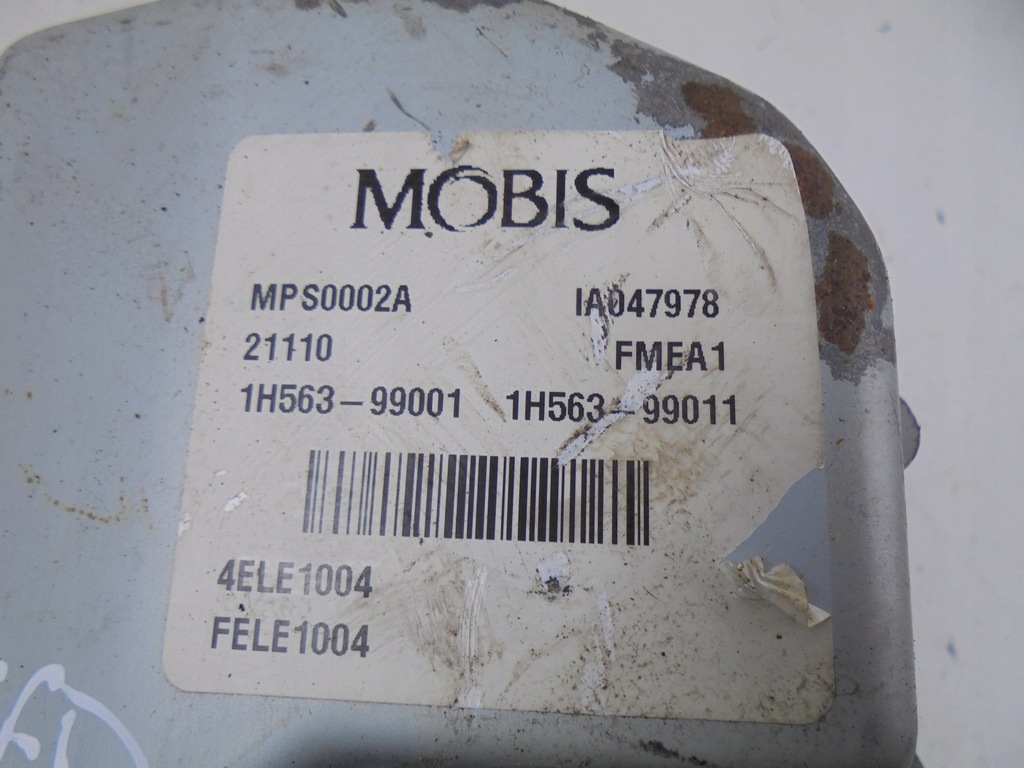 MOBIS
MPS0002A IA047978
21110 FMEA1
1H563-99001 1H563-99011
4ELE1004
FELE1004